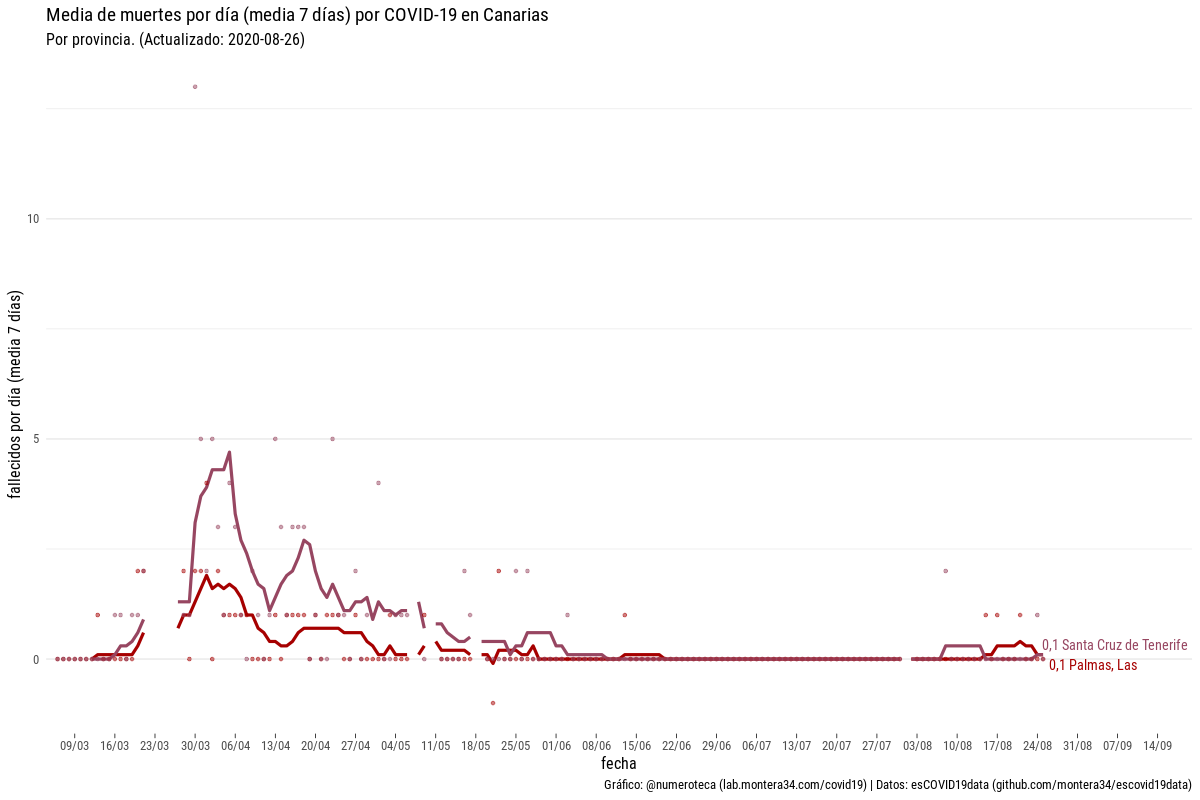 Media de muertes por día (media 7 días) por COVID-19 en Canarias
Por provincia. (Actualizado: 2020-08-26)
fallecidos por día (media 7 días)
10
5
0
0,1 Santa Cruz de Tenerife
0,1 Palmas, Las
09/03 16/03 23/03 30/03 06/04 13/04 20/04 27/04 04/05 11/05 18/05 25/05 01/06 08/06 15/06 22/06 29/06 06/07 13/07 20/07 27/07 03/08 10/08 17/08 24/08 31/08 07/09 14/09
fecha
Gráfico: @numeroteca (lab.montera34.com/covid19) | Datos: esCOVID19data (github.com/montera34/escovid19data)